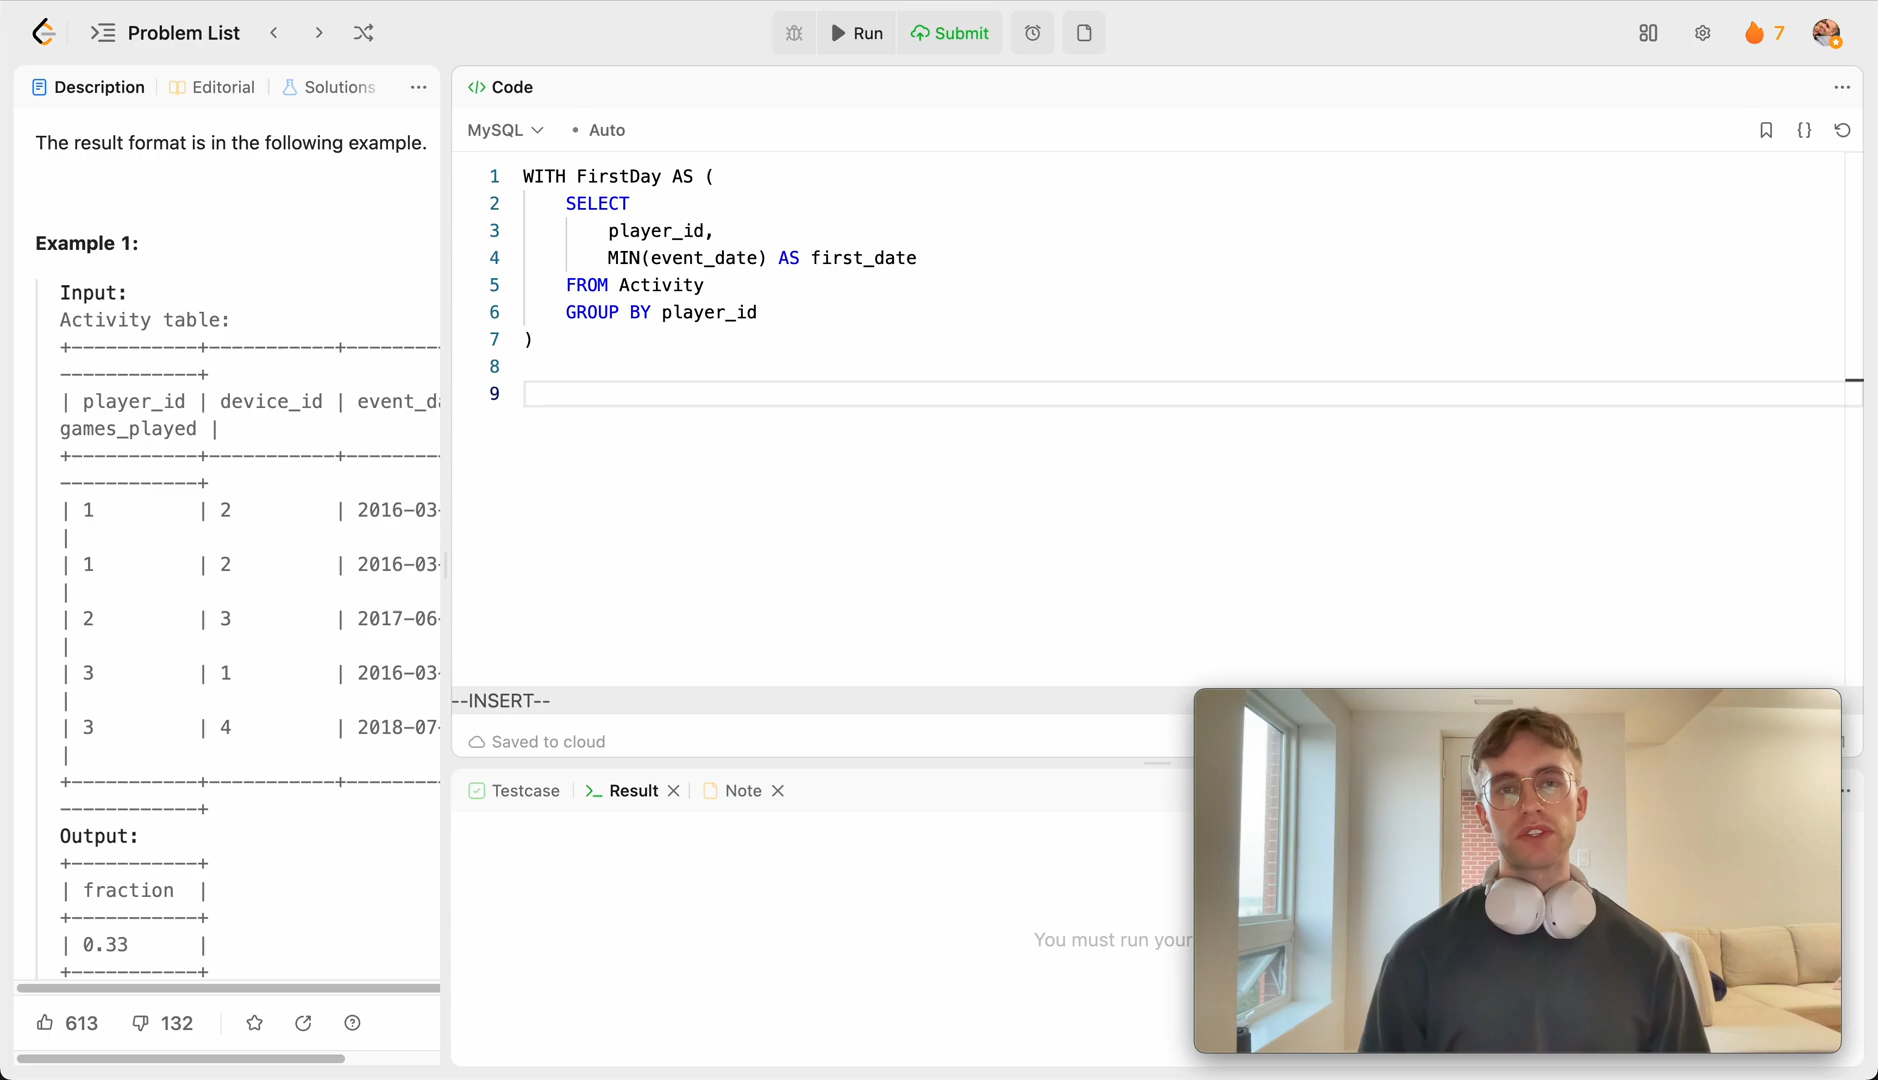 Problem List
Run
Submit
7
Description
Editorial
Solutions
Code
The result format is in the following example.
MySQL
Auto
1 WITH FirstDay AS (
2 SELECT
3 player_id,
4 MIN(event_date) AS first_date
5 FROM Activity
6 GROUP BY player_id
7 )
8
9
Example 1:
Input:
Activity table:
+-----------+-----------+--------
------------+
| player_id | device_id | event_da
games_played |
+-----------+-----------+--------
------------+
| 1 | 2 | 2016-03-
|
| 1 | 2 | 2016-03-
|
| 2 | 3 | 2017-06-
|
| 3 | 1 | 2016-03-
|
| 3 | 4 | 2018-07-
|
+-----------+-----------+--------
------------+
Output:
+-----------+
| fraction |
+-----------+
| 0.33 |
+-----------+
613
132
--INSERT--
Saved to cloud
Testcase
Result
Note
You must run your